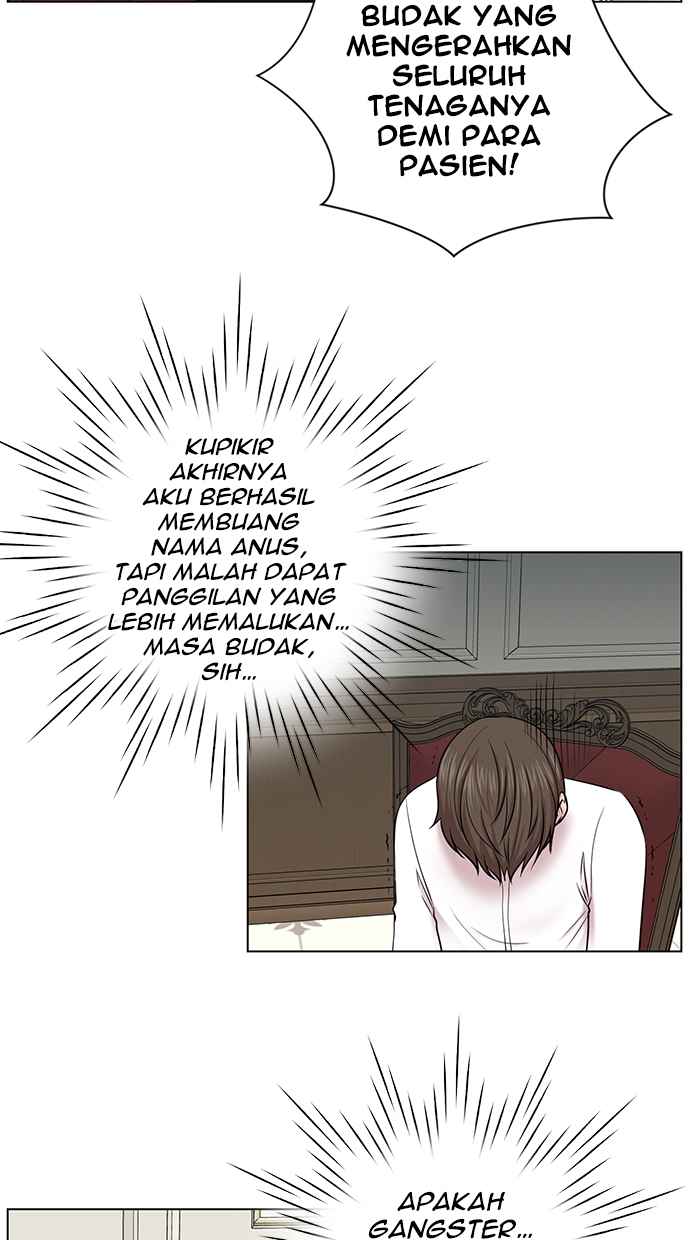 BUDAK YANG
MENGERAHKAN
SELURUH
TENAGANYA
DEMI PARA
PASIEN!
KUPIKIR
AKHIRNYA
AKU BERHASIL
MEMBUANG
NAMA ANUS,
TAPI MALAH DAPAT
PANGGILAN YANG
LEBIH MEMALUKAN...
MASA BUDAK,
SIH...
APAKAH
GANGSTER...